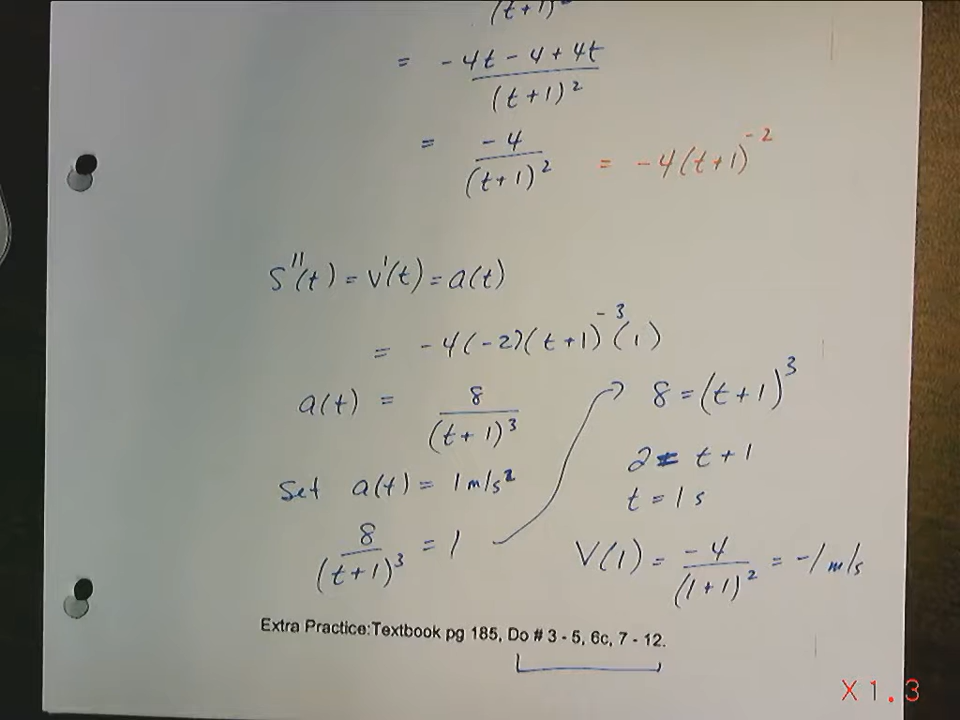 (t+1)²
= (-4t - 4 + 4t)/(t+1)²
= -4/(t+1)² = -4(t+1)⁻²
S''(t) = v'(t) = a(t)
= -4(-2)(t+1)⁻³(1)
a(t) = 8/(t+1)³
Set a(t) = 1 m/s²
8/(t+1)³ = 1
8 = (t+1)³
2 = t+1
t = 1 s
V(1) = -4/(1+1)² = -1 m/s
Extra Practice:Textbook pg 185, Do # 3 - 5, 6c, 7 - 12.
X1.3